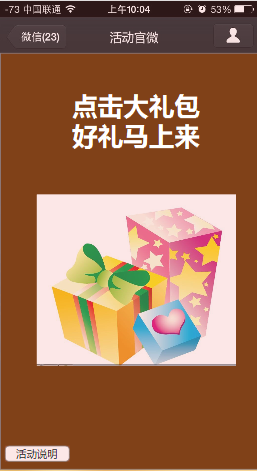 -73 中国联通 上午10:04 53%
微信(23) 活动官微
点击大礼包
好礼马上来
活动说明